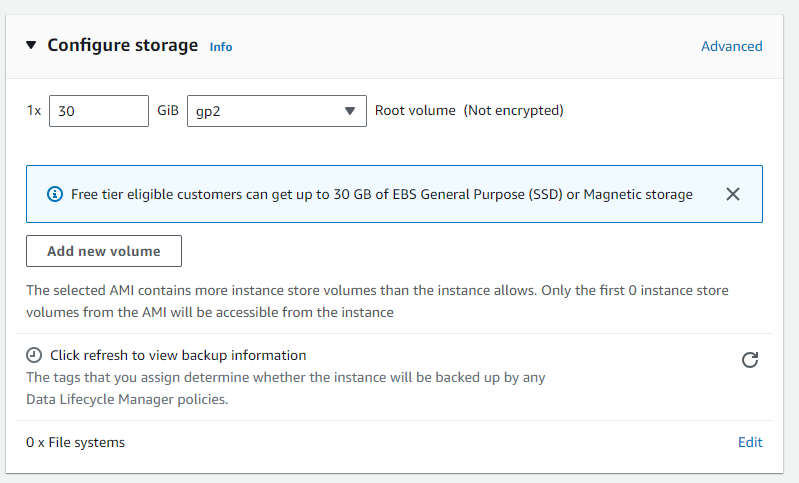 Configure storage Info Advanced
1x 30 GiB gp2 Root volume (Not encrypted)
Free tier eligible customers can get up to 30 GB of EBS General Purpose (SSD) or Magnetic storage
Add new volume
The selected AMI contains more instance store volumes than the instance allows. Only the first 0 instance store
volumes from the AMI will be accessible from the instance
Click refresh to view backup information
The tags that you assign determine whether the instance will be backed up by any
Data Lifecycle Manager policies.
0 x File systems Edit